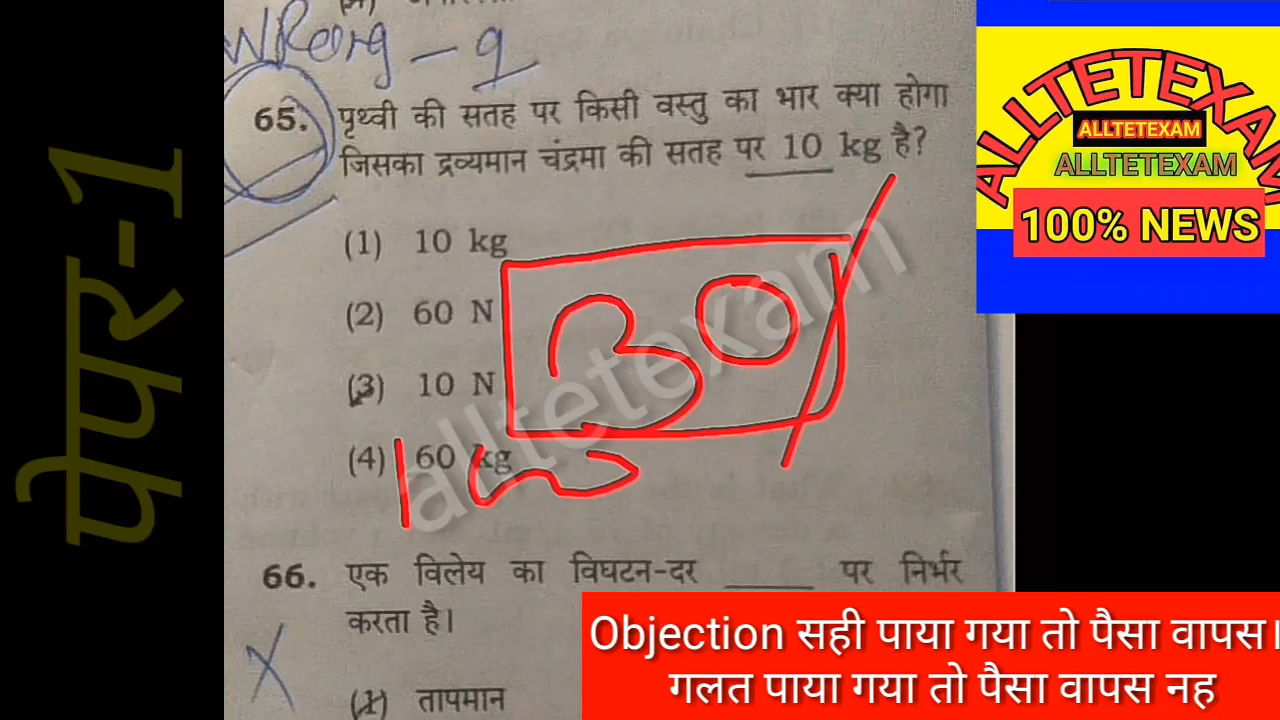 WRong - q
65. पृथ्वी की सतह पर किसी वस्तु का भार क्या होगा
जिसका द्रव्यमान चंद्रमा की सतह पर 10 kg है?
(1) 10 kg
(2) 60 N
(3) 10 N
(4) 60 kg
30
alltetexam
66. एक विलेय का विघटन-दर ______ पर निर्भर
करता है।
(1) तापमान
पेपर-1
ALLTETEXAM
ALLTETEXAM
ALLTETEXAM
100% NEWS
Objection सही पाया गया तो पैसा वापस।
गलत पाया गया तो पैसा वापस नह